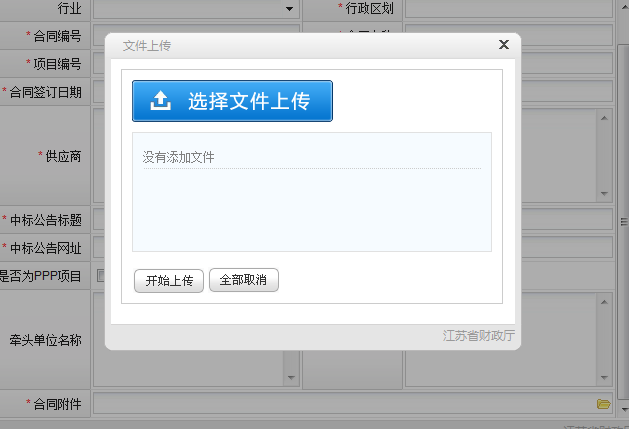 行业
* 行政区划
* 合同编号
文件上传
* 项目编号
选择文件上传
* 合同签订日期
没有添加文件
* 供应商
* 中标公告标题
* 中标公告网址
是否为PPP项目
开始上传
全部取消
牵头单位名称
江苏省财政厅
* 合同附件